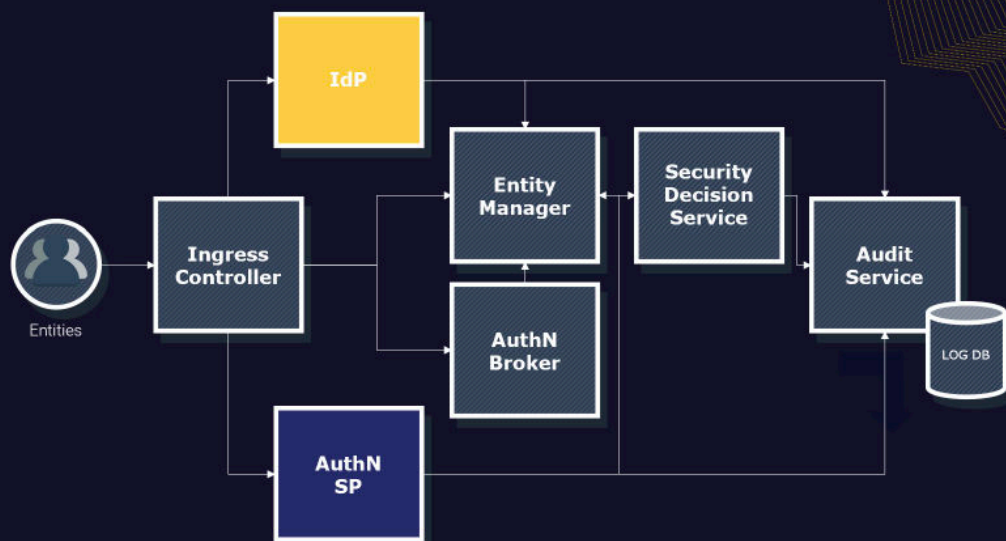 IdP
Entity
Manager
Security
Decision
Service
Ingress
Controller
Audit
Service
Entities
AuthN
Broker
LOG DB
AuthN
SP